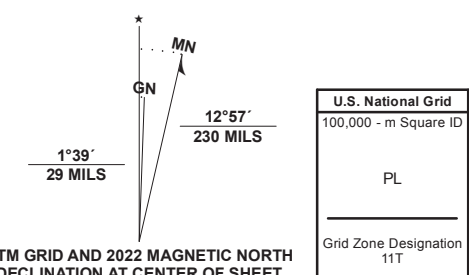 ★
MN
GN
1°39´
29 MILS
12°57´
230 MILS
TM GRID AND 2022 MAGNETIC NORTH
DECLINATION AT CENTER OF SHEET
U.S. National Grid
100,000 - m Square ID
PL
Grid Zone Designation
11T